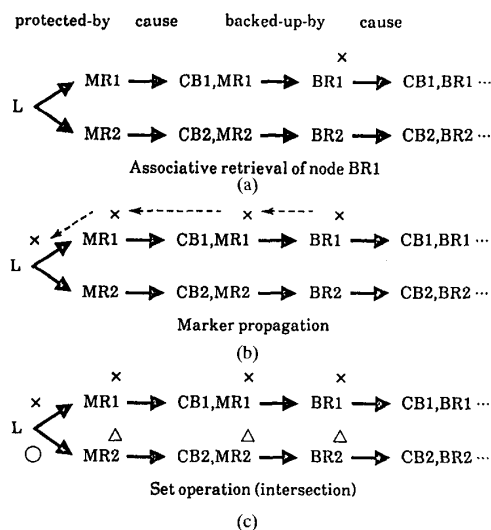 protected-by cause backed-up-by cause
MR1 CB1,MR1 BR1 CB1,BR1 ...
L
MR2 CB2,MR2 BR2 CB2,BR2 ...
Associative retrieval of node BR1
(a)
MR1 CB1,MR1 BR1 CB1,BR1 ...
L
MR2 CB2,MR2 BR2 CB2,BR2 ...
Marker propagation
(b)
MR1 CB1,MR1 BR1 CB1,BR1 ...
L
MR2 CB2,MR2 BR2 CB2,BR2 ...
Set operation (intersection)
(c)